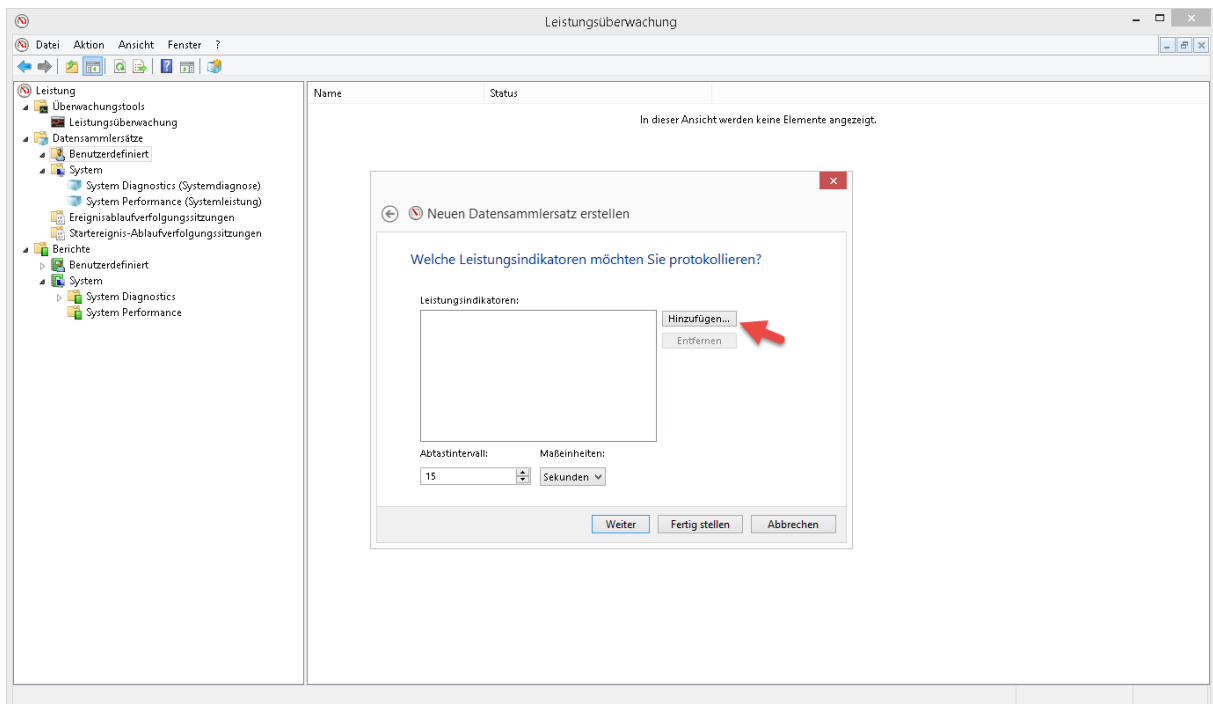 Leistungsüberwachung
Datei Aktion Ansicht Fenster ?
Leistung
Überwachungstools
Leistungsüberwachung
Datensammlersätze
Benutzerdefiniert
System
System Diagnostics (Systemdiagnose)
System Performance (Systemleistung)
Ereignisablaufverfolgungssitzungen
Startereignis-Ablaufverfolgungssitzungen
Berichte
Benutzerdefiniert
System
System Diagnostics
System Performance
Name Status
In dieser Ansicht werden keine Elemente angezeigt.
Neuen Datensammlersatz erstellen
Welche Leistungsindikatoren möchten Sie protokollieren?
Leistungsindikatoren:
Hinzufügen...
Entfernen
Abtastintervall: Maßeinheiten:
15 Sekunden
Weiter Fertig stellen Abbrechen